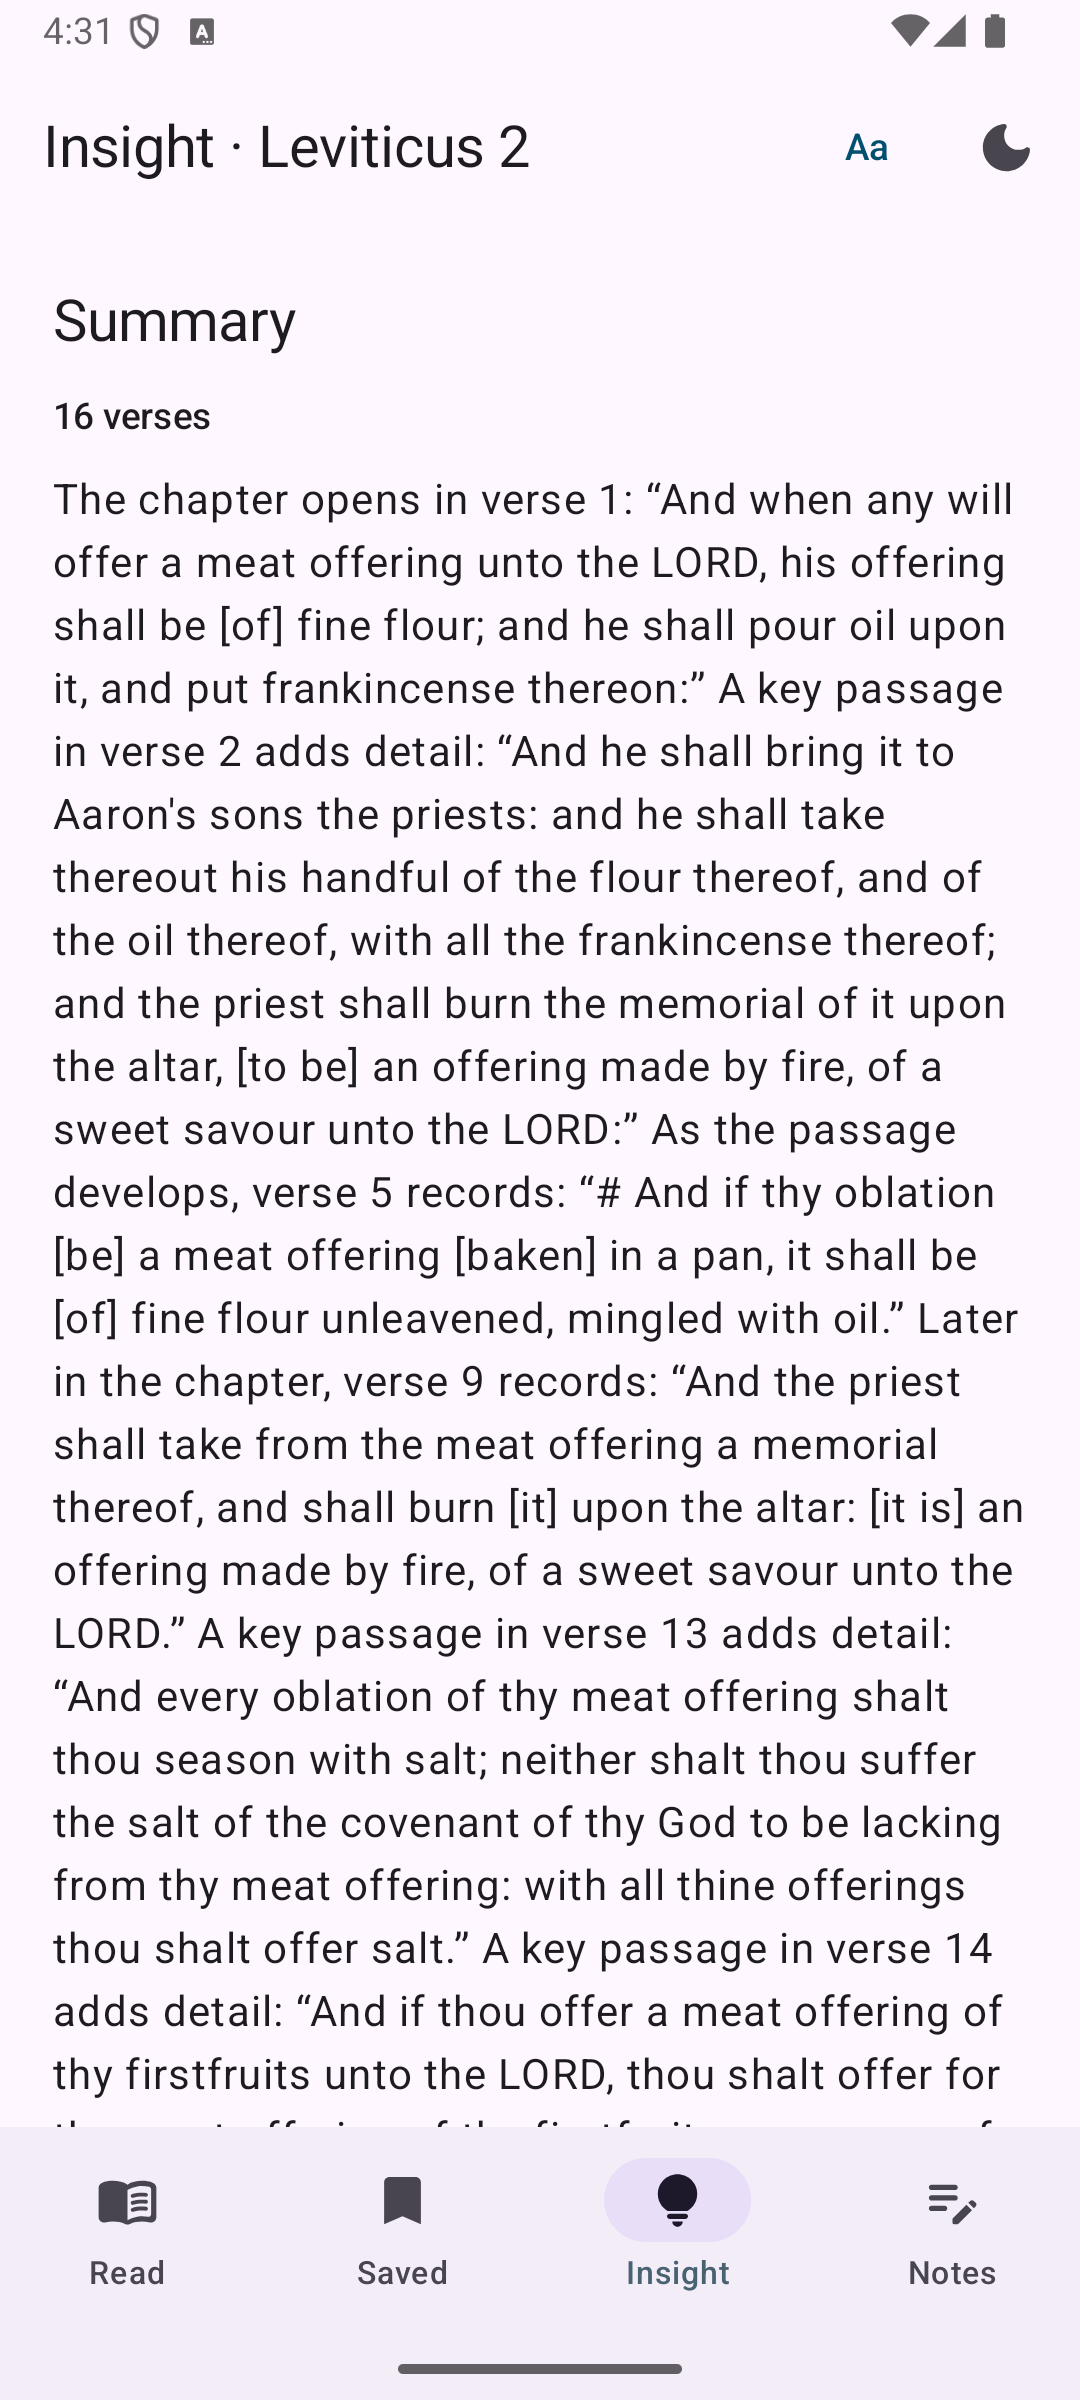 4:31
Insight · Leviticus 2
Aa
Summary
16 verses
The chapter opens in verse 1: “And when any will
offer a meat offering unto the LORD, his offering
shall be [of] fine flour; and he shall pour oil upon
it, and put frankincense thereon:” A key passage
in verse 2 adds detail: “And he shall bring it to
Aaron's sons the priests: and he shall take
thereout his handful of the flour thereof, and of
the oil thereof, with all the frankincense thereof;
and the priest shall burn the memorial of it upon
the altar, [to be] an offering made by fire, of a
sweet savour unto the LORD:” As the passage
develops, verse 5 records: “# And if thy oblation
[be] a meat offering [baken] in a pan, it shall be
[of] fine flour unleavened, mingled with oil.” Later
in the chapter, verse 9 records: “And the priest
shall take from the meat offering a memorial
thereof, and shall burn [it] upon the altar: [it is] an
offering made by fire, of a sweet savour unto the
LORD.” A key passage in verse 13 adds detail:
“And every oblation of thy meat offering shalt
thou season with salt; neither shalt thou suffer
the salt of the covenant of thy God to be lacking
from thy meat offering: with all thine offerings
thou shalt offer salt.” A key passage in verse 14
adds detail: “And if thou offer a meat offering of
thy firstfruits unto the LORD, thou shalt offer for
Read
Saved
Insight
Notes